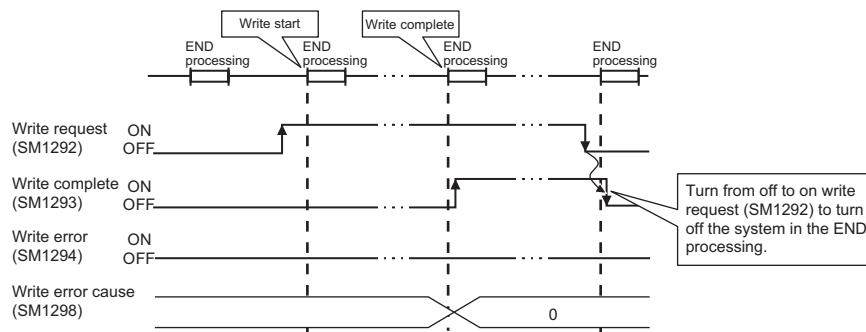 Write start
Write complete
END
processing
END
processing
END
processing
END
processing
Write request
(SM1292)
ON
OFF
Write complete
(SM1293)
ON
OFF
Write error
(SM1294)
ON
OFF
Write error cause
(SM1298)
0
Turn from off to on write
request (SM1292) to turn
off the system in the END
processing.